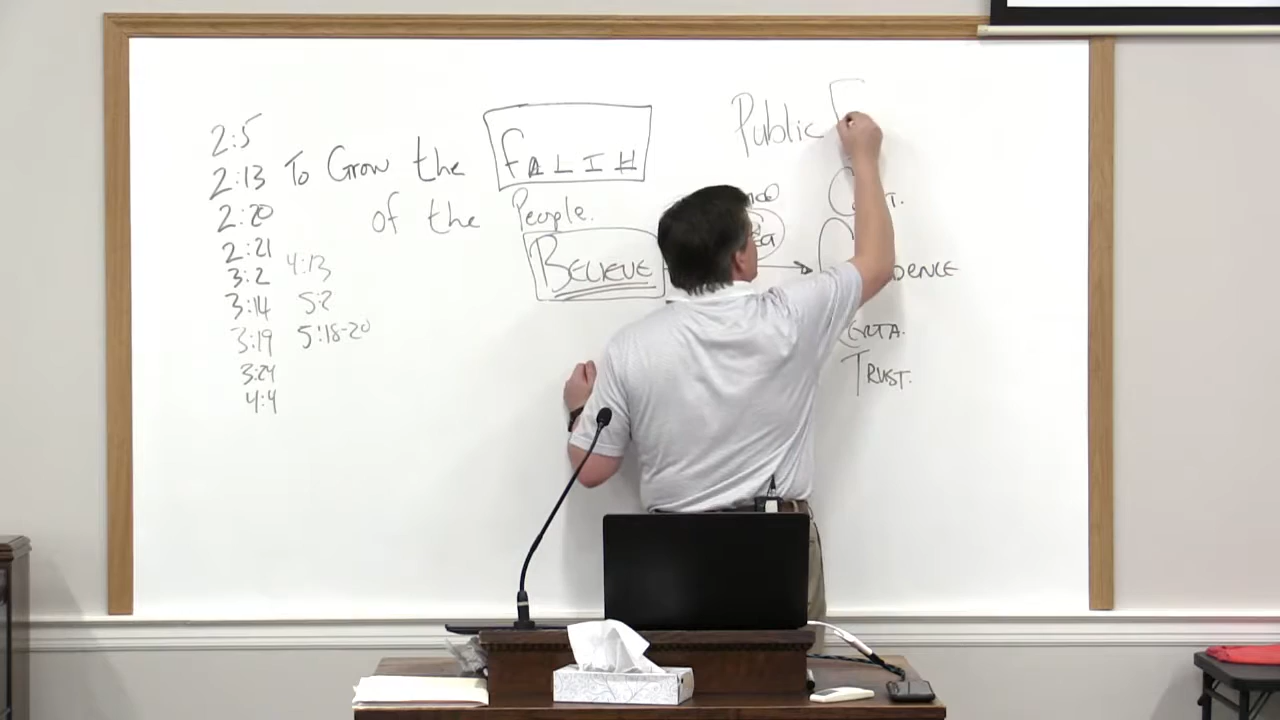 2:5
2:13
2:20
2:21
3:2
3:14
3:19
3:24
4:4
4:13
5:2
5:18-20
To Grow the FAITH
of the People.
BELIEVE
Public F
TRUST.